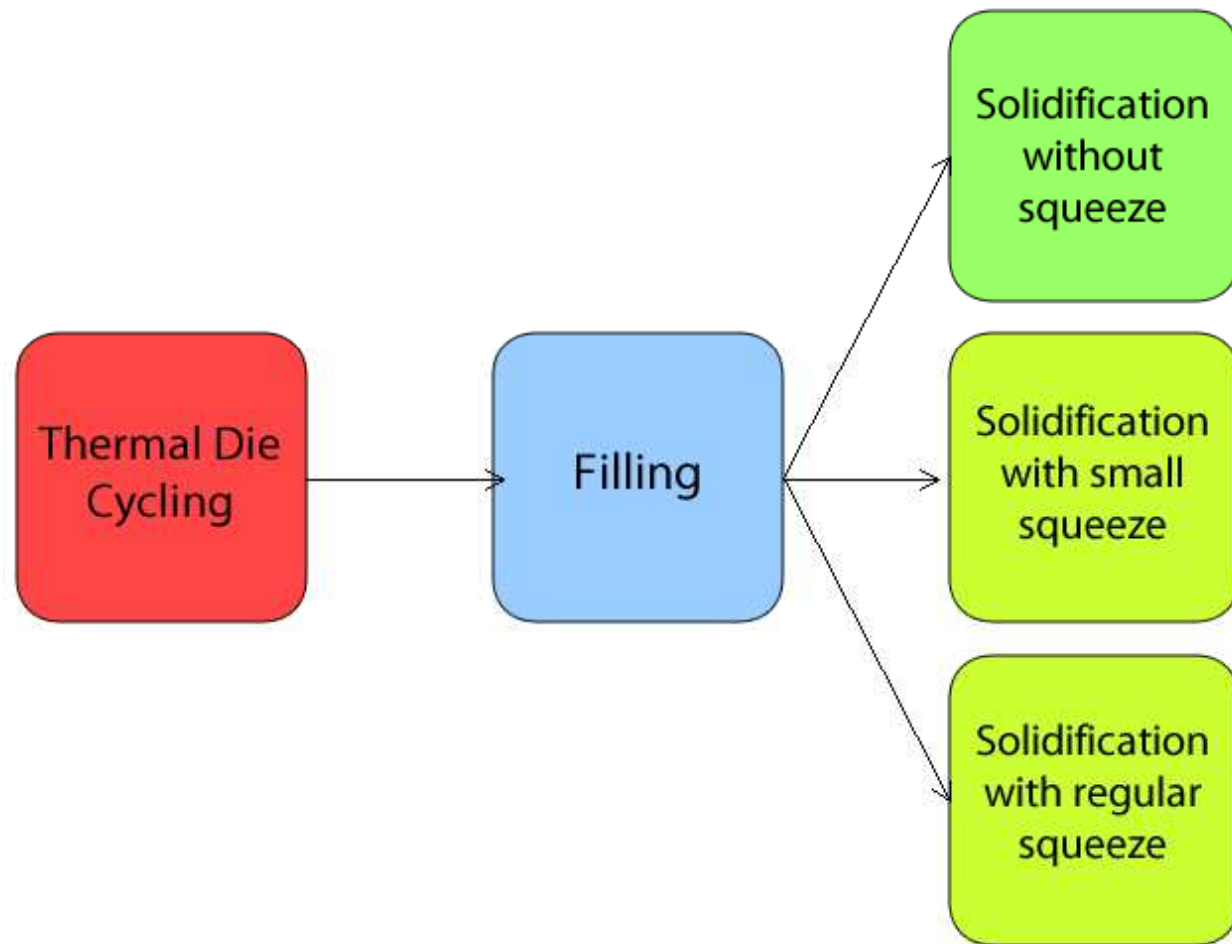 Thermal Die
Cycling
Filling
Solidification
without
squeeze
Solidification
with small
squeeze
Solidification
with regular
squeeze